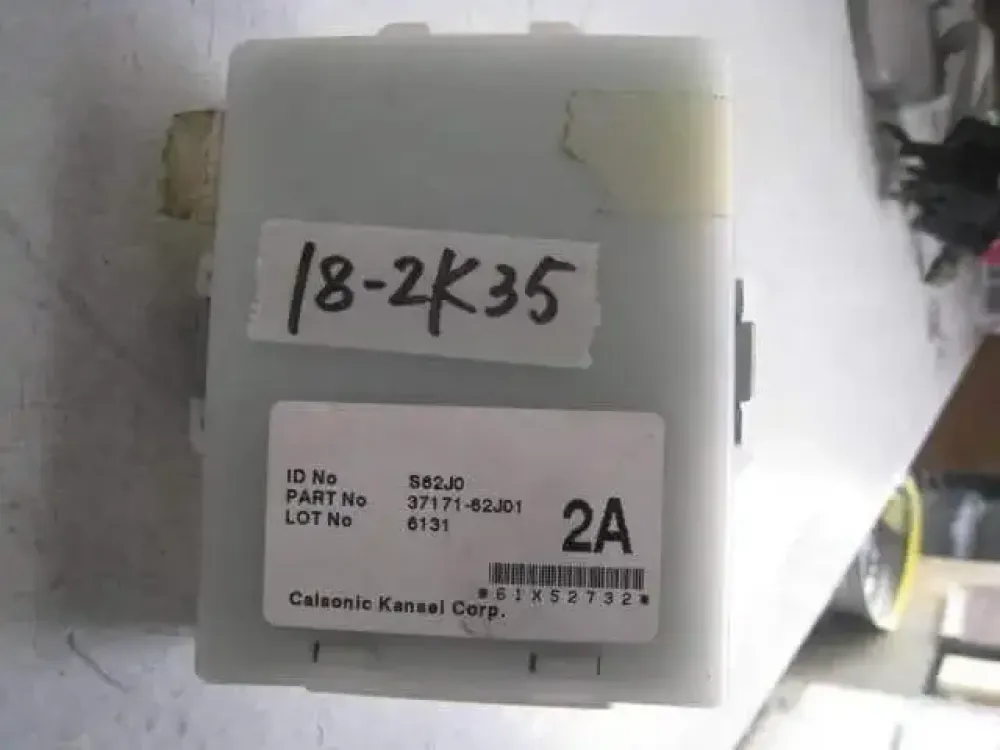 18-2K35
ID No S62J0
PART No 37171-62J01
LOT No 6131
2A
*61X52732*
Calsonic Kansei Corp.